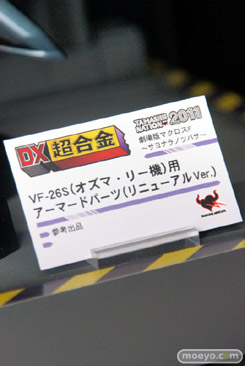 DX超合金
TAMASHII NATION 2011
劇場版マクロスF
~サヨナラノツバサ~
VF-26S(オズマ・リー機)用
アーマードパーツ(リニューアルVer.)
参考出品
moeyo.com